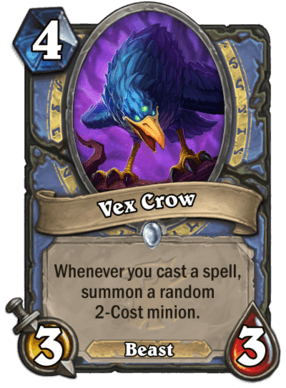 4
Vex Crow
Whenever you cast a spell,
summon a random
2-Cost minion.
3 Beast 3